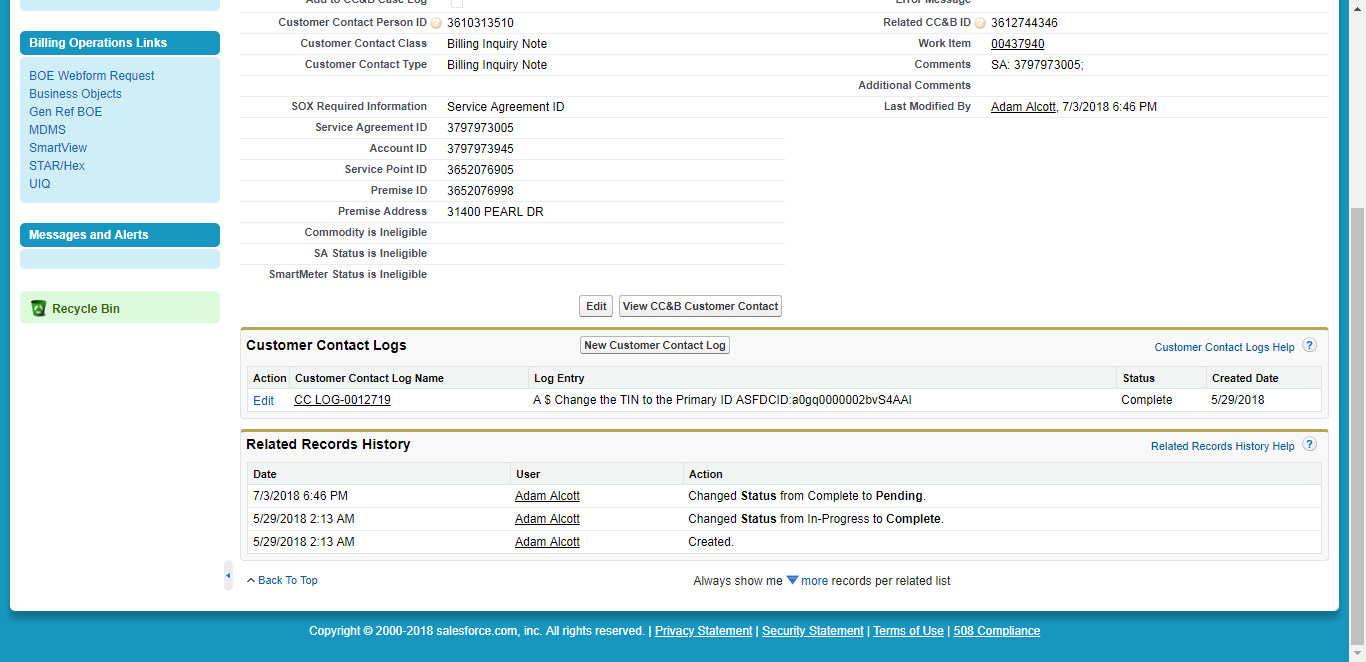 Add to CC&B Case Log
Error Message
Customer Contact Person ID 3610313510
Related CC&B ID 3612744346
Billing Operations Links
Customer Contact Class Billing Inquiry Note
Work Item 00437940
Customer Contact Type Billing Inquiry Note
Comments SA: 3797973005;
BOE Webform Request
Additional Comments
Business Objects
SOX Required Information Service Agreement ID
Last Modified By Adam Alcott, 7/3/2018 6:46 PM
Gen Ref BOE
Service Agreement ID 3797973005
MDMS
Account ID 3797973945
SmartView
Service Point ID 3652076905
STAR/Hex
Premise ID 3652076998
UIQ
Premise Address 31400 PEARL DR
Commodity is Ineligible
Messages and Alerts
SA Status is Ineligible
SmartMeter Status is Ineligible
Recycle Bin
Edit View CC&B Customer Contact
Customer Contact Logs New Customer Contact Log Customer Contact Logs Help ?
Action Customer Contact Log Name Log Entry Status Created Date
Edit CC LOG-0012719 A $ Change the TIN to the Primary ID ASFDCID:a0gq0000002bvS4AAI Complete 5/29/2018
Related Records History Related Records History Help ?
Date User Action
7/3/2018 6:46 PM Adam Alcott Changed Status from Complete to Pending.
5/29/2018 2:13 AM Adam Alcott Changed Status from In-Progress to Complete.
5/29/2018 2:13 AM Adam Alcott Created.
Back To Top Always show me more records per related list
Copyright © 2000-2018 salesforce.com, inc. All rights reserved. | Privacy Statement | Security Statement | Terms of Use | 508 Compliance